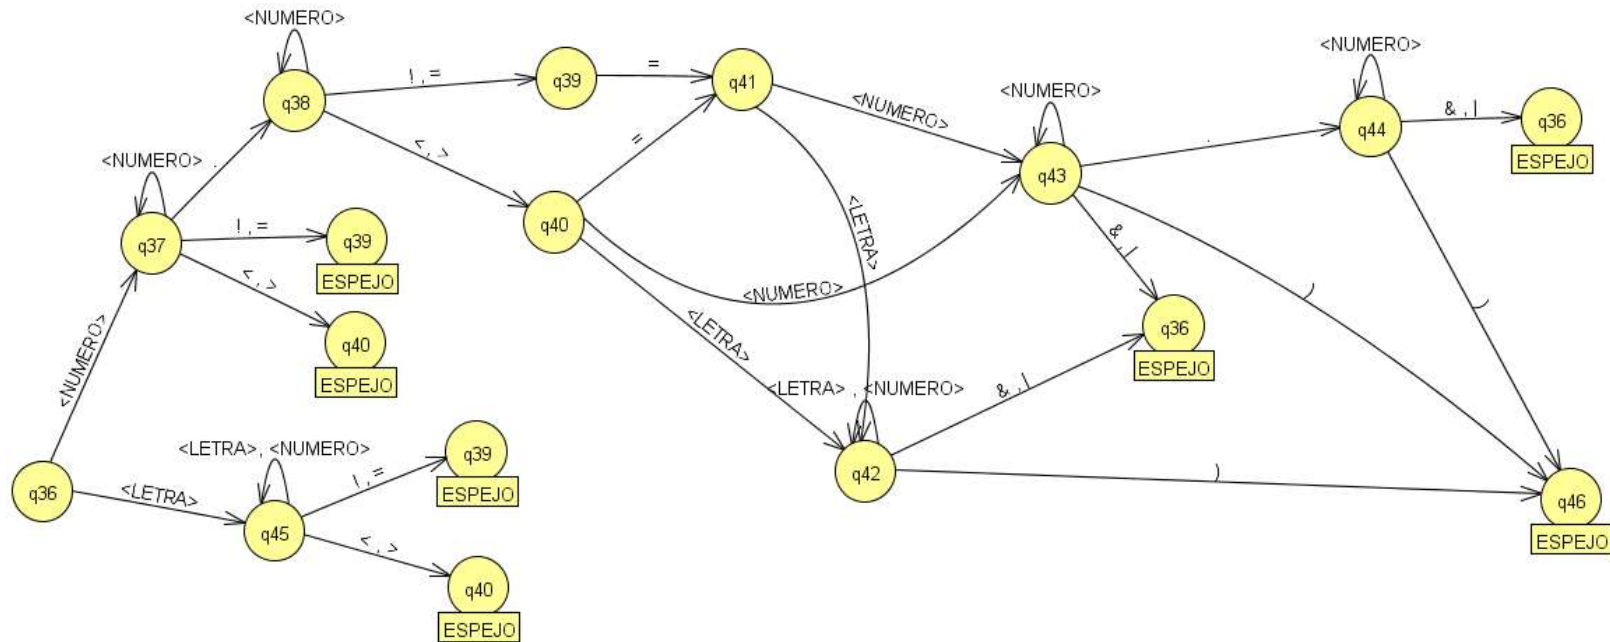 <NUMERO>
q38
! , =
q39
=
q41
<NUMERO>
<NUMERO>
q43
.
<NUMERO>
q44
& , |
q36
ESPEJO
<NUMERO>
.
q37
! , =
q39
ESPEJO
< , >
q40
ESPEJO
< , >
q40
=
<NUMERO>
<LETRA>
<LETRA>
& , |
q36
ESPEJO
)
)
<NUMERO>
q36
<LETRA>
<LETRA> , <NUMERO>
q45
! , =
q39
ESPEJO
< , >
q40
ESPEJO
<LETRA> , <NUMERO>
q42
& , |
)
q46
ESPEJO